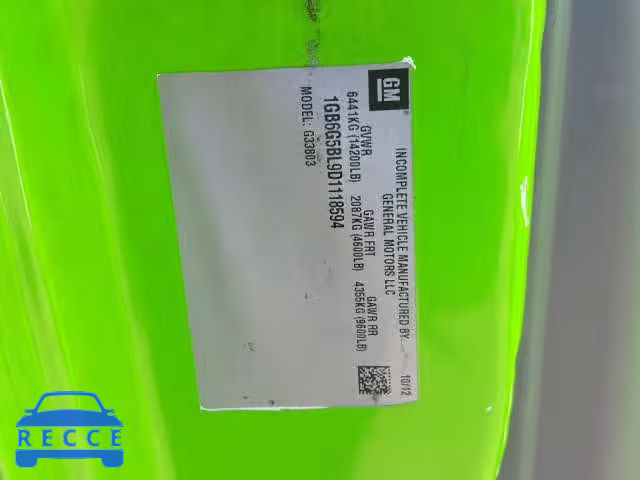 GM
INCOMPLETE VEHICLE MANUFACTURED BY
GENERAL MOTORS LLC
10/12
GVWR GAWR FRT GAWR RR
6441KG (14200LB) 2087KG (4600LB) 4355KG (9600LB)
1GB6G5BL9D1118594
MODEL: G33803
RECCE